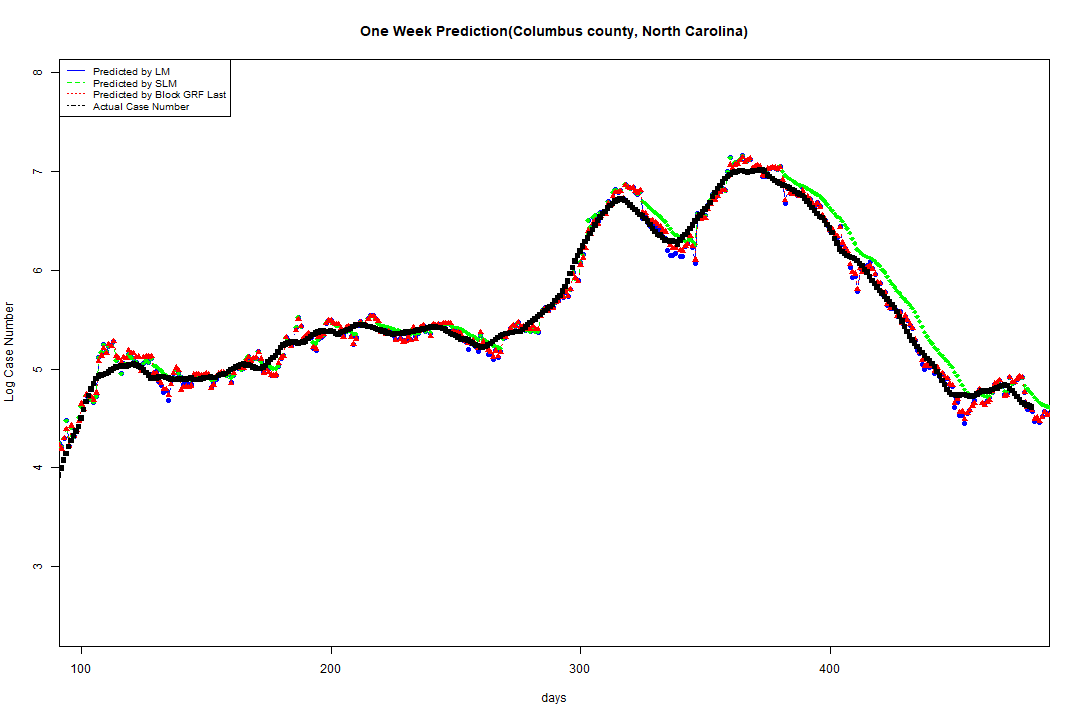 One Week Prediction(Columbus county, North Carolina)
Predicted by LM
Predicted by SLM
Predicted by Block GRF Last
Actual Case Number
8
7
6
5
4
3
Log Case Number
100 200 300 400
days